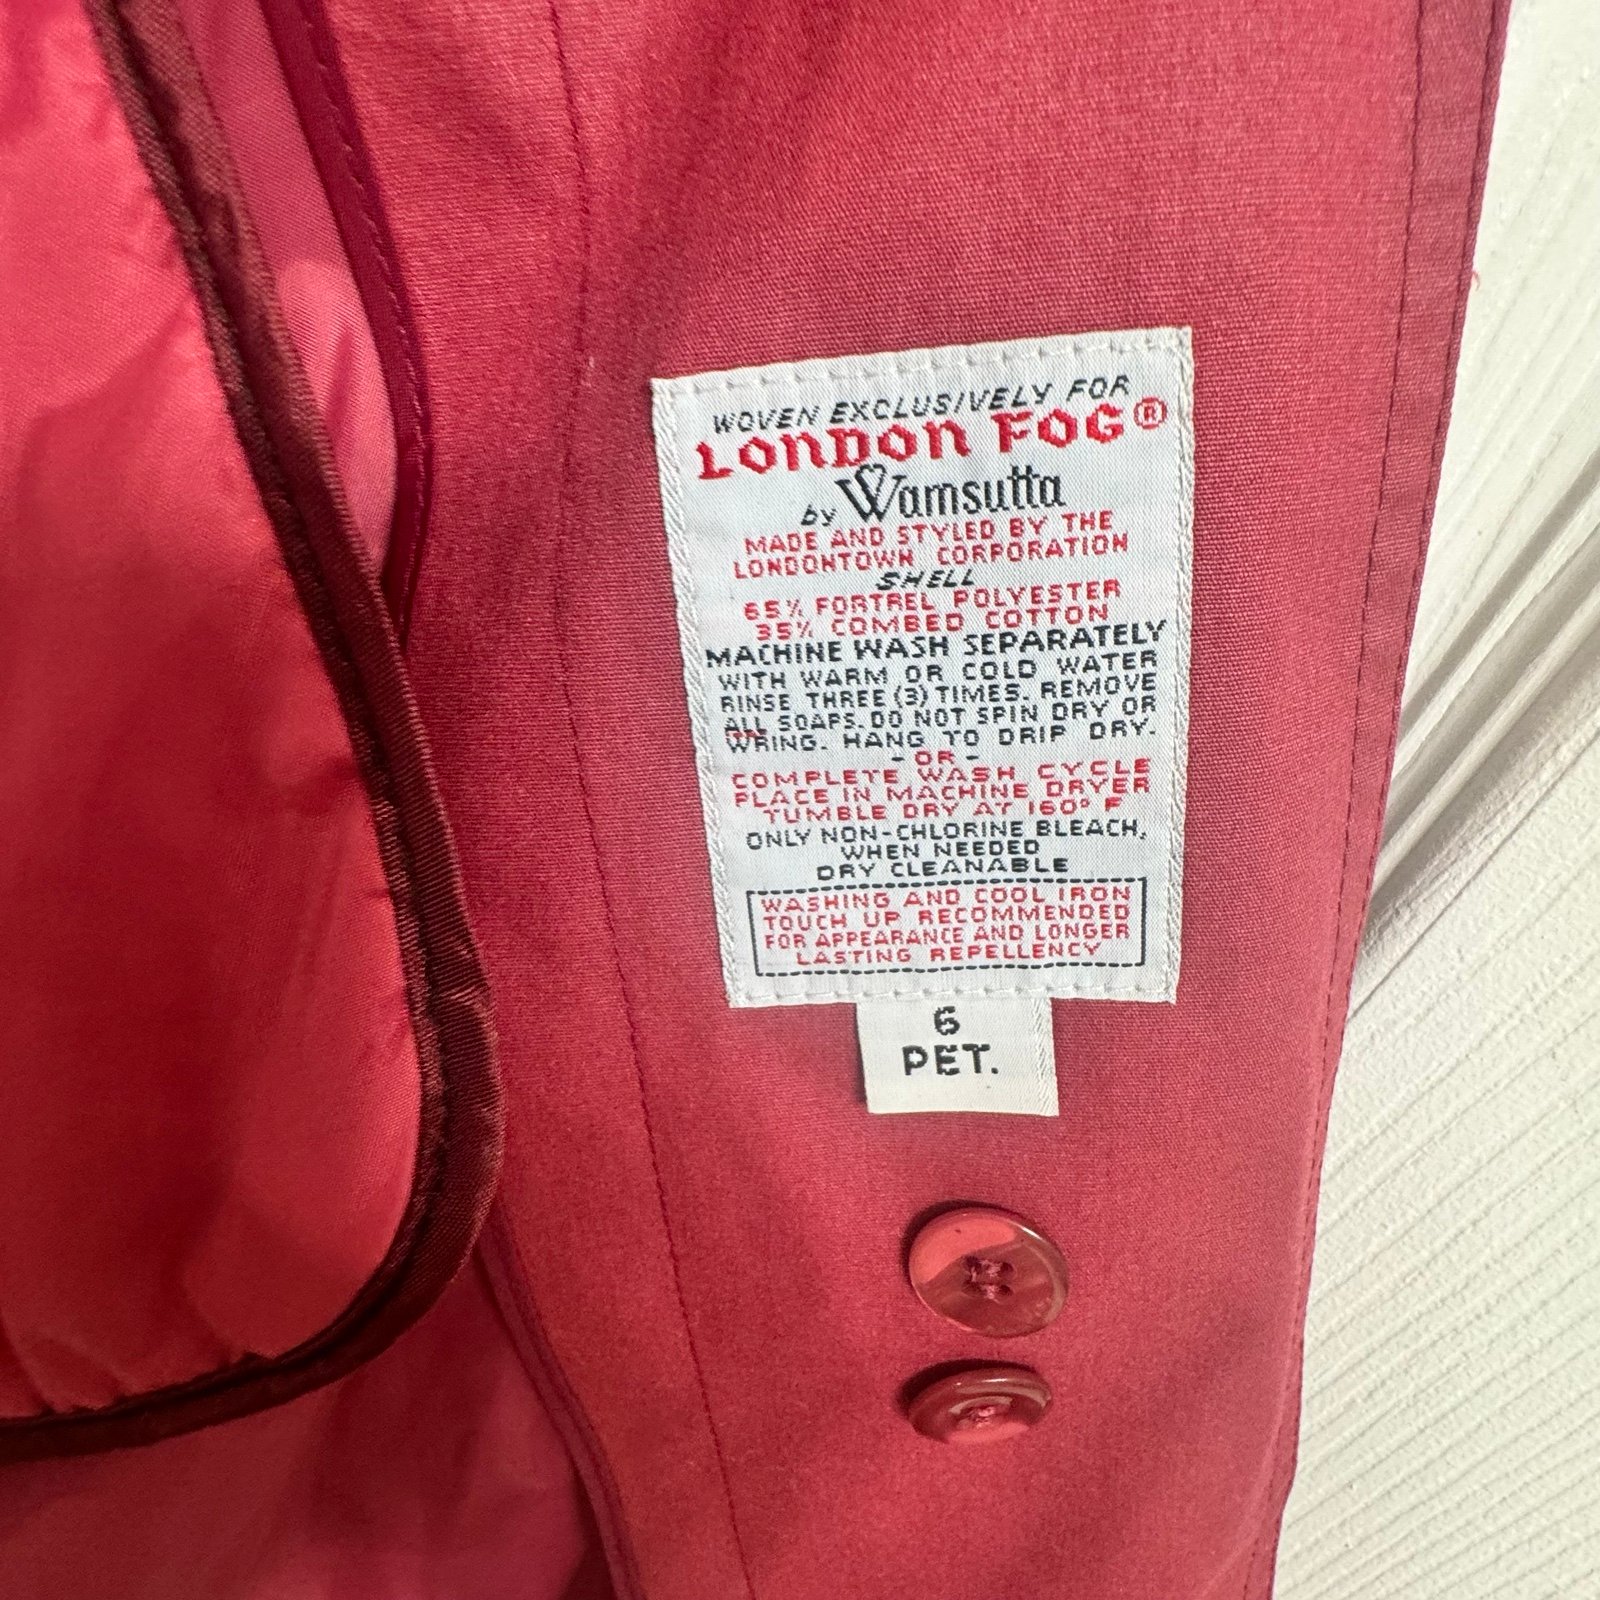 WOVEN EXCLUSIVELY FOR
LONDON FOG®
by Wamsutta
MADE AND STYLED BY THE
LONDONTOWN CORPORATION
SHELL
65% FORTREL POLYESTER
35% COMBED COTTON
MACHINE WASH SEPARATELY
WITH WARM OR COLD WATER
RINSE THREE (3) TIMES. REMOVE
ALL SOAPS. DO NOT SPIN DRY OR
WRING. HANG TO DRIP DRY.
- OR -
COMPLETE WASH CYCLE
PLACE IN MACHINE DRYER
TUMBLE DRY AT 160° F
ONLY NON-CHLORINE BLEACH,
WHEN NEEDED
DRY CLEANABLE
WASHING AND COOL IRON
TOUCH UP RECOMMENDED
FOR APPEARANCE AND LONGER
LASTING REPELLENCY
6
PET.